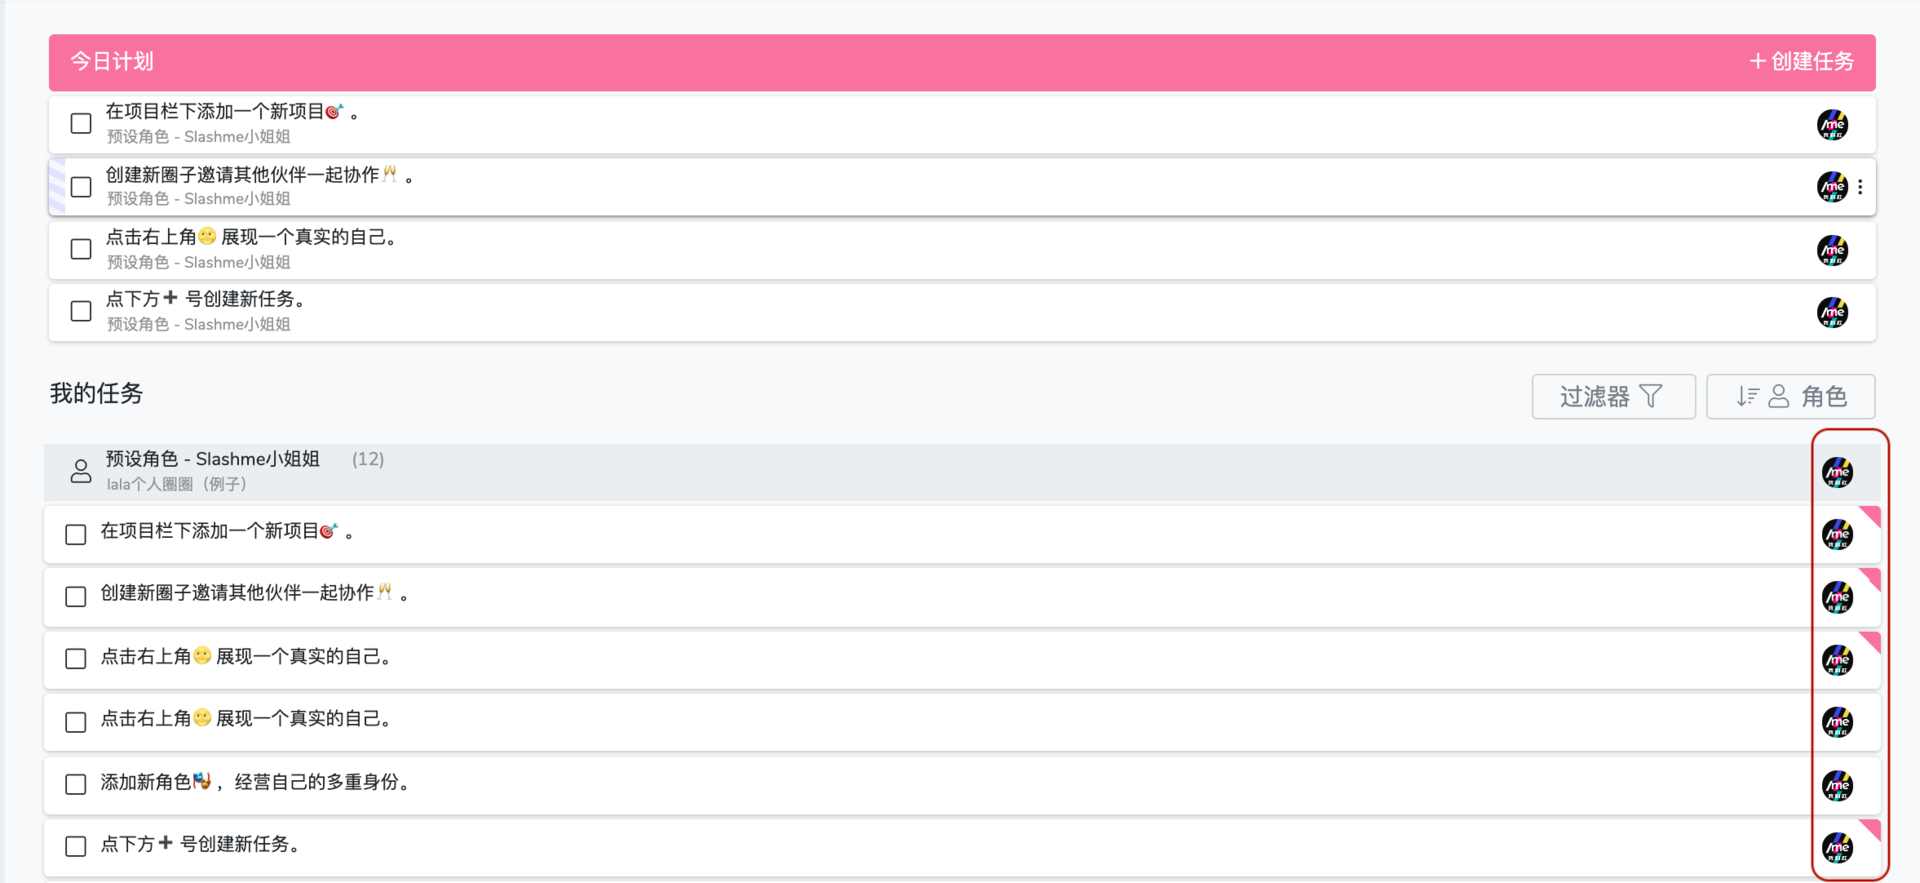 今日计划
+ 创建任务
在项目栏下添加一个新项目🎯 。
预设角色 - Slashme小姐姐
/me
创建新圈子邀请其他伙伴一起协作🥂 。
预设角色 - Slashme小姐姐
/me
点击右上角🌝 展现一个真实的自己。
预设角色 - Slashme小姐姐
/me
点下方➕ 号创建新任务。
预设角色 - Slashme小姐姐
/me
我的任务
过滤器
角色
预设角色 - Slashme小姐姐 (12)
lala个人圈圈（例子）
/me
在项目栏下添加一个新项目🎯 。
/me
创建新圈子邀请其他伙伴一起协作🥂 。
/me
点击右上角🌝 展现一个真实的自己。
/me
点击右上角🌝 展现一个真实的自己。
/me
添加新角色🎭 ，经营自己的多重身份。
/me
点下方➕ 号创建新任务。
/me